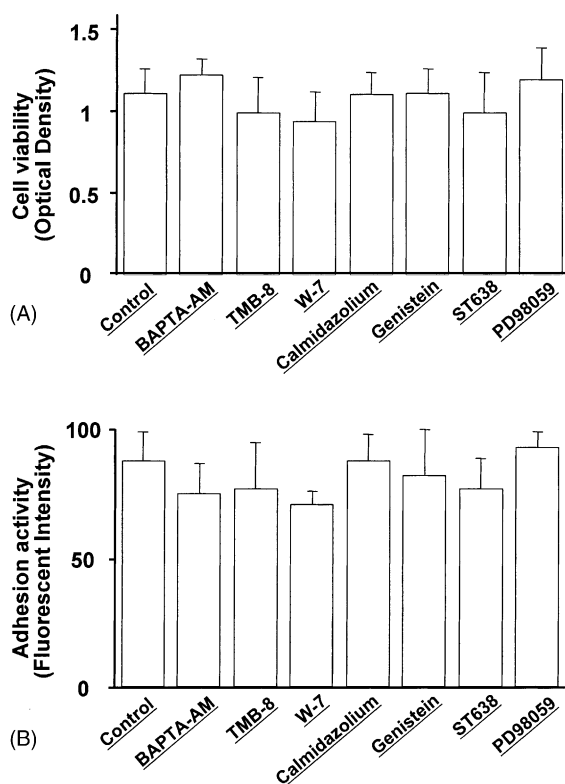 1.5
1
0.5
0
Cell viability
(Optical Density)
Control
BAPTA-AM
TMB-8
W-7
Calmidazolium
Genistein
ST638
PD98059
(A)
100
50
0
Adhesion activity
(Fluorescent Intensity)
Control
BAPTA-AM
TMB-8
W-7
Calmidazolium
Genistein
ST638
PD98059
(B)